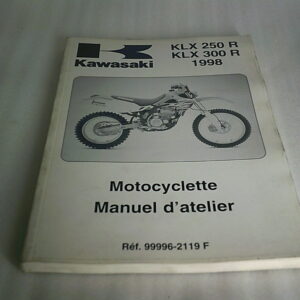 Kawasaki
KLX 250 R
KLX 300 R
1998
Motocyclette
Manuel d'atelier
Réf. 99996-2119 F